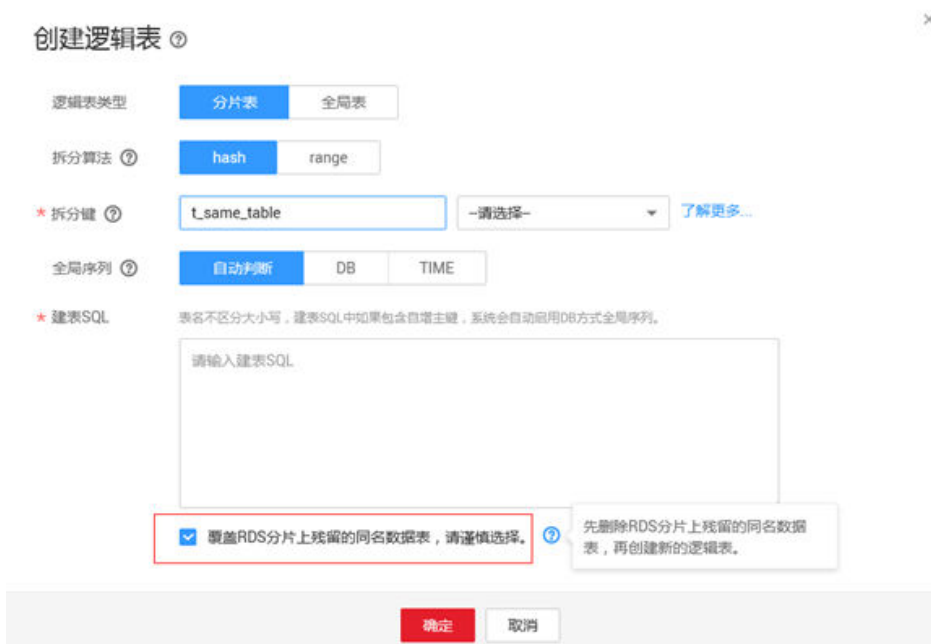 创建逻辑表
逻辑表类型 分片表 全局表
拆分算法 hash range
* 拆分键 t_same_table --请选择-- 了解更多...
全局序列 自动判断 DB TIME
* 建表SQL 表名不区分大小写，建表SQL中如果包含自增主键，系统会自动启用DB方式全局序列。
请输入建表SQL
覆盖RDS分片上残留的同名数据表，请谨慎选择。
先删除RDS分片上残留的同名数据
表，再创建新的逻辑表。
确定 取消